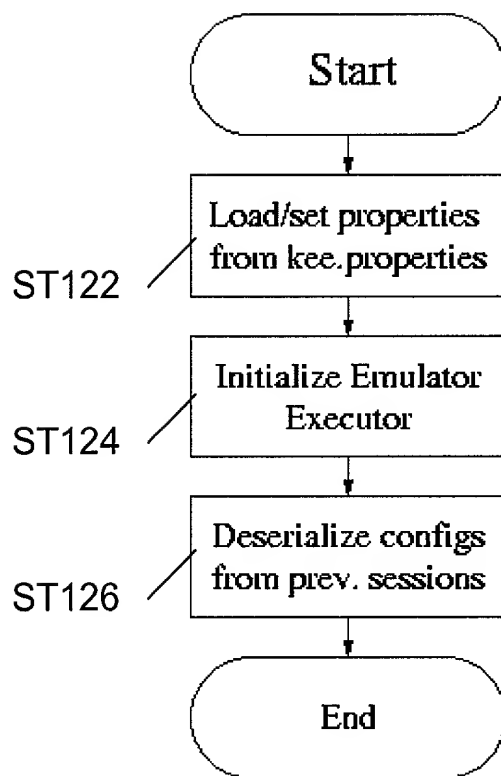 Start
Load/set properties
from kee.properties
ST122
Initialize Emulator
Executor
ST124
Deserialize configs
from prev. sessions
ST126
End